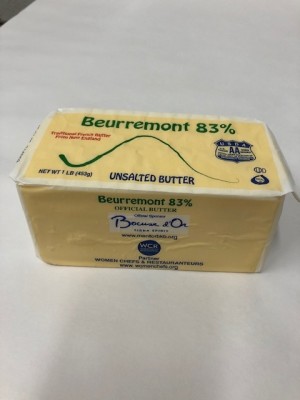 Beurremont 83%
Traditional French Butter
From New England
USDA
AA
NET WT 1 LB (453g)
UNSALTED BUTTER
Beurremont 83%
OFFICIAL BUTTER
Bocuse d'Or
WCR
Partner
WOMEN CHEFS & RESTAURATEURS
www.womenchefs.org